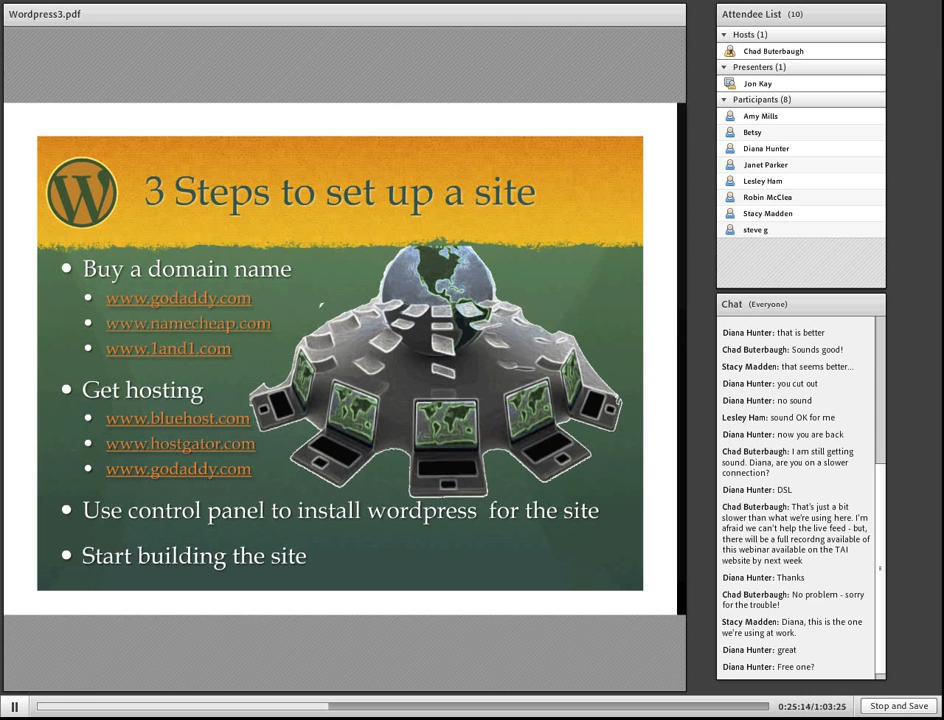 Wordpress3.pdf
W
3 Steps to set up a site
• Buy a domain name
• www.godaddy.com
• www.namecheap.com
• www.1and1.com
• Get hosting
• www.bluehost.com
• www.hostgator.com
• www.godaddy.com
• Use control panel to install wordpress for the site
• Start building the site
Attendee List (10)
Hosts (1)
Chad Buterbaugh
Presenters (1)
Jon Kay
Participants (8)
Amy Mills
Betsy
Diana Hunter
Janet Parker
Lesley Ham
Robin McClea
Stacy Madden
steve g
Chat (Everyone)
Diana Hunter: that is better
Chad Buterbaugh: Sounds good!
Stacy Madden: that seems better...
Diana Hunter: you cut out
Diana Hunter: no sound
Lesley Ham: sound OK for me
Diana Hunter: now you are back
Chad Buterbaugh: I am still getting
sound. Diana, are you on a slower
connection?
Diana Hunter: DSL
Chad Buterbaugh: That's just a bit
slower than what we're using here. I'm
afraid we can't help the live feed - but,
there will be a full recordng available of
this webinar available on the TAI
website by next week
Diana Hunter: Thanks
Chad Buterbaugh: No problem - sorry
for the trouble!
Stacy Madden: Diana, this is the one
we're using at work.
Diana Hunter: great
Diana Hunter: Free one?
0:25:14/1:03:25
Stop and Save